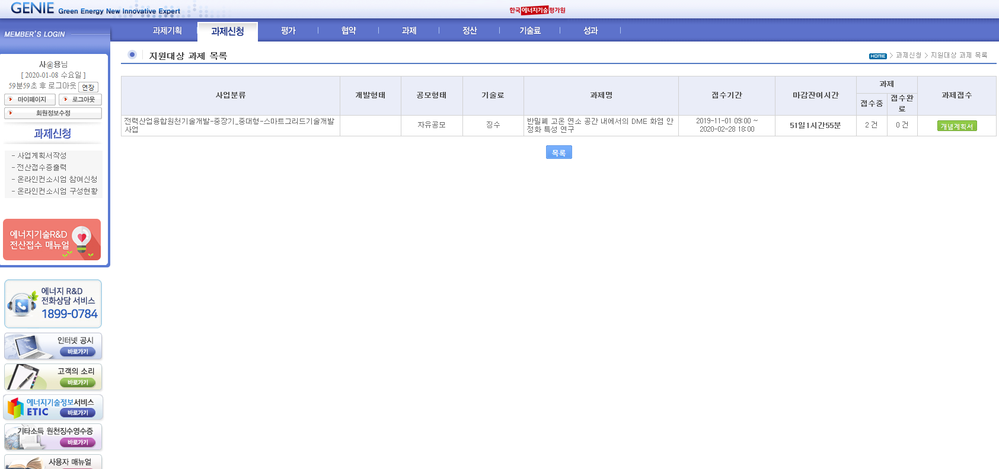 GENIE Green Energy New Innovative Expert
한국에너지기술평가원
MEMBER'S LOGIN
과제기획 과제신청 평가 협약 과제 정산 기술료 성과
사@용님
[ 2020-01-08 수요일 ]
59분59초 후 로그아웃 연장
마이페이지 로그아웃
회원정보수정
과제신청
- 사업계획서작성
- 전산접수증출력
- 온라인컨소시엄 참여신청
- 온라인컨소시엄 구성현황
에너지기술R&D
전산접수 매뉴얼
에너지 R&D
전화상담 서비스
1899-0784
인터넷 공시
바로가기
고객의 소리
바로가기
에너지기술정보서비스
ETIC 바로가기
기타소득 원천징수영수증
바로가기
사용자 매뉴얼
지원대상 과제 목록
HOME > 과제신청 > 지원대상 과제 목록
사업분류 개발형태 공모형태 기술료 과제명 접수기간 마감잔여시간 과제 과제접수
접수중 접수완
료
전력산업융합원천기술개발-중장기_중대형-스마트그리드기술개발
사업
자유공모
징수
반밀폐 고온 연소 공간 내에서의 DME 화염 안
정화 특성 연구
2019-11-01 09:00 ~
2020-02-28 18:00
51일1시간55분
2 건
0 건
개념계획서
목록